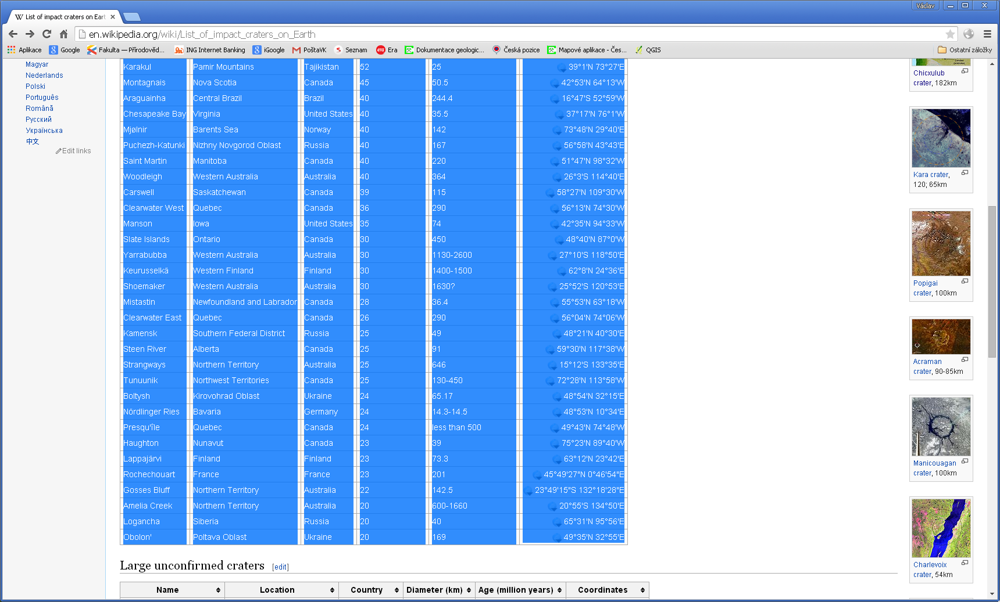 Václav
List of impact craters on Eart
en.wikipedia.org/wiki/List_of_impact_craters_on_Earth
Aplikace Google Fakulta — Přírodověd... ING Internet Banking iGoogle PoštaVK Seznam Era Dokumentace geologic... Česká pozice Mapové aplikace - Čes... QGIS Ostatní záložky
Magyar
Nederlands
Polski
Português
Română
Русский
Українська
中文
Edit links
Karakul Pamir Mountains Tajikistan 52 25 39°1'N 73°27'E
Montagnais Nova Scotia Canada 45 50.5 42°53'N 64°13'W
Araguainha Central Brazil Brazil 40 244.4 16°47'S 52°59'W
Chesapeake Bay Virginia United States 40 35.5 37°17'N 76°1'W
Mjølnir Barents Sea Norway 40 142 73°48'N 29°40'E
Puchezh-Katunki Nizhny Novgorod Oblast Russia 40 167 56°58'N 43°43'E
Saint Martin Manitoba Canada 40 220 51°47'N 98°32'W
Woodleigh Western Australia Australia 40 364 26°3'S 114°40'E
Carswell Saskatchewan Canada 39 115 58°27'N 109°30'W
Clearwater West Quebec Canada 36 290 56°13'N 74°30'W
Manson Iowa United States 35 74 42°35'N 94°33'W
Slate Islands Ontario Canada 30 450 48°40'N 87°0'W
Yarrabubba Western Australia Australia 30 1130-2600 27°10'S 118°50'E
Keurusselkä Western Finland Finland 30 1400-1500 62°8'N 24°36'E
Shoemaker Western Australia Australia 30 1630? 25°52'S 120°53'E
Mistastin Newfoundland and Labrador Canada 28 36.4 55°53'N 63°18'W
Clearwater East Quebec Canada 26 290 56°04'N 74°06'W
Kamensk Southern Federal District Russia 25 49 48°21'N 40°30'E
Steen River Alberta Canada 25 91 59°30'N 117°38'W
Strangways Northern Territory Australia 25 646 15°12'S 133°35'E
Tunuunik Northwest Territories Canada 25 130-450 72°28'N 113°58'W
Boltysh Kirovohrad Oblast Ukraine 24 65.17 48°54'N 32°15'E
Nördlinger Ries Bavaria Germany 24 14.3-14.5 48°53'N 10°34'E
Presqu'île Quebec Canada 24 less than 500 49°43'N 74°48'W
Haughton Nunavut Canada 23 39 75°23'N 89°40'W
Lappajärvi Finland Finland 23 73.3 63°12'N 23°42'E
Rochechouart France France 23 201 45°49'27"N 0°46'54"E
Gosses Bluff Northern Territory Australia 22 142.5 23°49'15"S 132°18'28"E
Amelia Creek Northern Territory Australia 20 600-1660 20°55'S 134°50'E
Logancha Siberia Russia 20 40 65°31'N 95°56'E
Obolon' Poltava Oblast Ukraine 20 169 49°35'N 32°55'E
Large unconfirmed craters [edit]
Name Location Country Diameter (km) Age (million years) Coordinates
Chicxulub
crater, 182km
Kara crater,
120; 65km
Popigai
crater, 100km
Acraman
crater, 90-85km
Manicouagan
crater, 100km
Charlevoix
crater, 54km